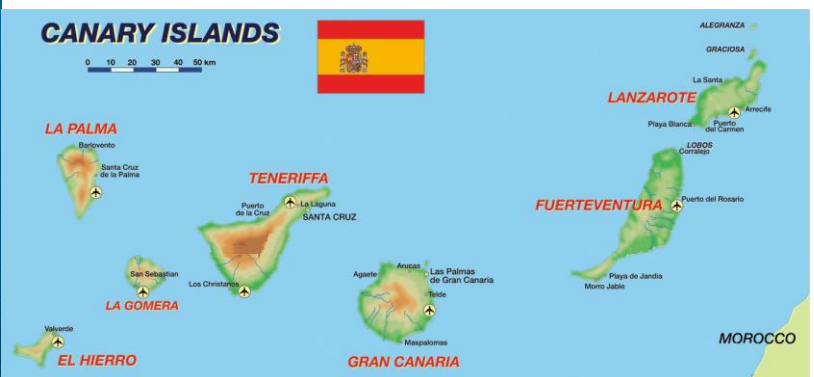 CANARY ISLANDS
0 10 20 30 40 50 km
ALEGRANZA
GRACIOSA
La Santa
LANZAROTE
Arrecife
Playa Blanca
Puerto
del Carmen
LA PALMA
Barlovento
Santa Cruz
de la Palma
LOBOS
Corralejo
TENERIFFA
Puerto
de la Cruz
La Laguna
SANTA CRUZ
FUERTEVENTURA
Puerto del Rosario
San Sebastian
LA GOMERA
Los Christanos
Agaete
Arucas
Las Palmas
de Gran Canaria
Telde
Maspalomas
GRAN CANARIA
Playa de Jandia
Morro Jable
Valverde
EL HIERRO
MOROCCO